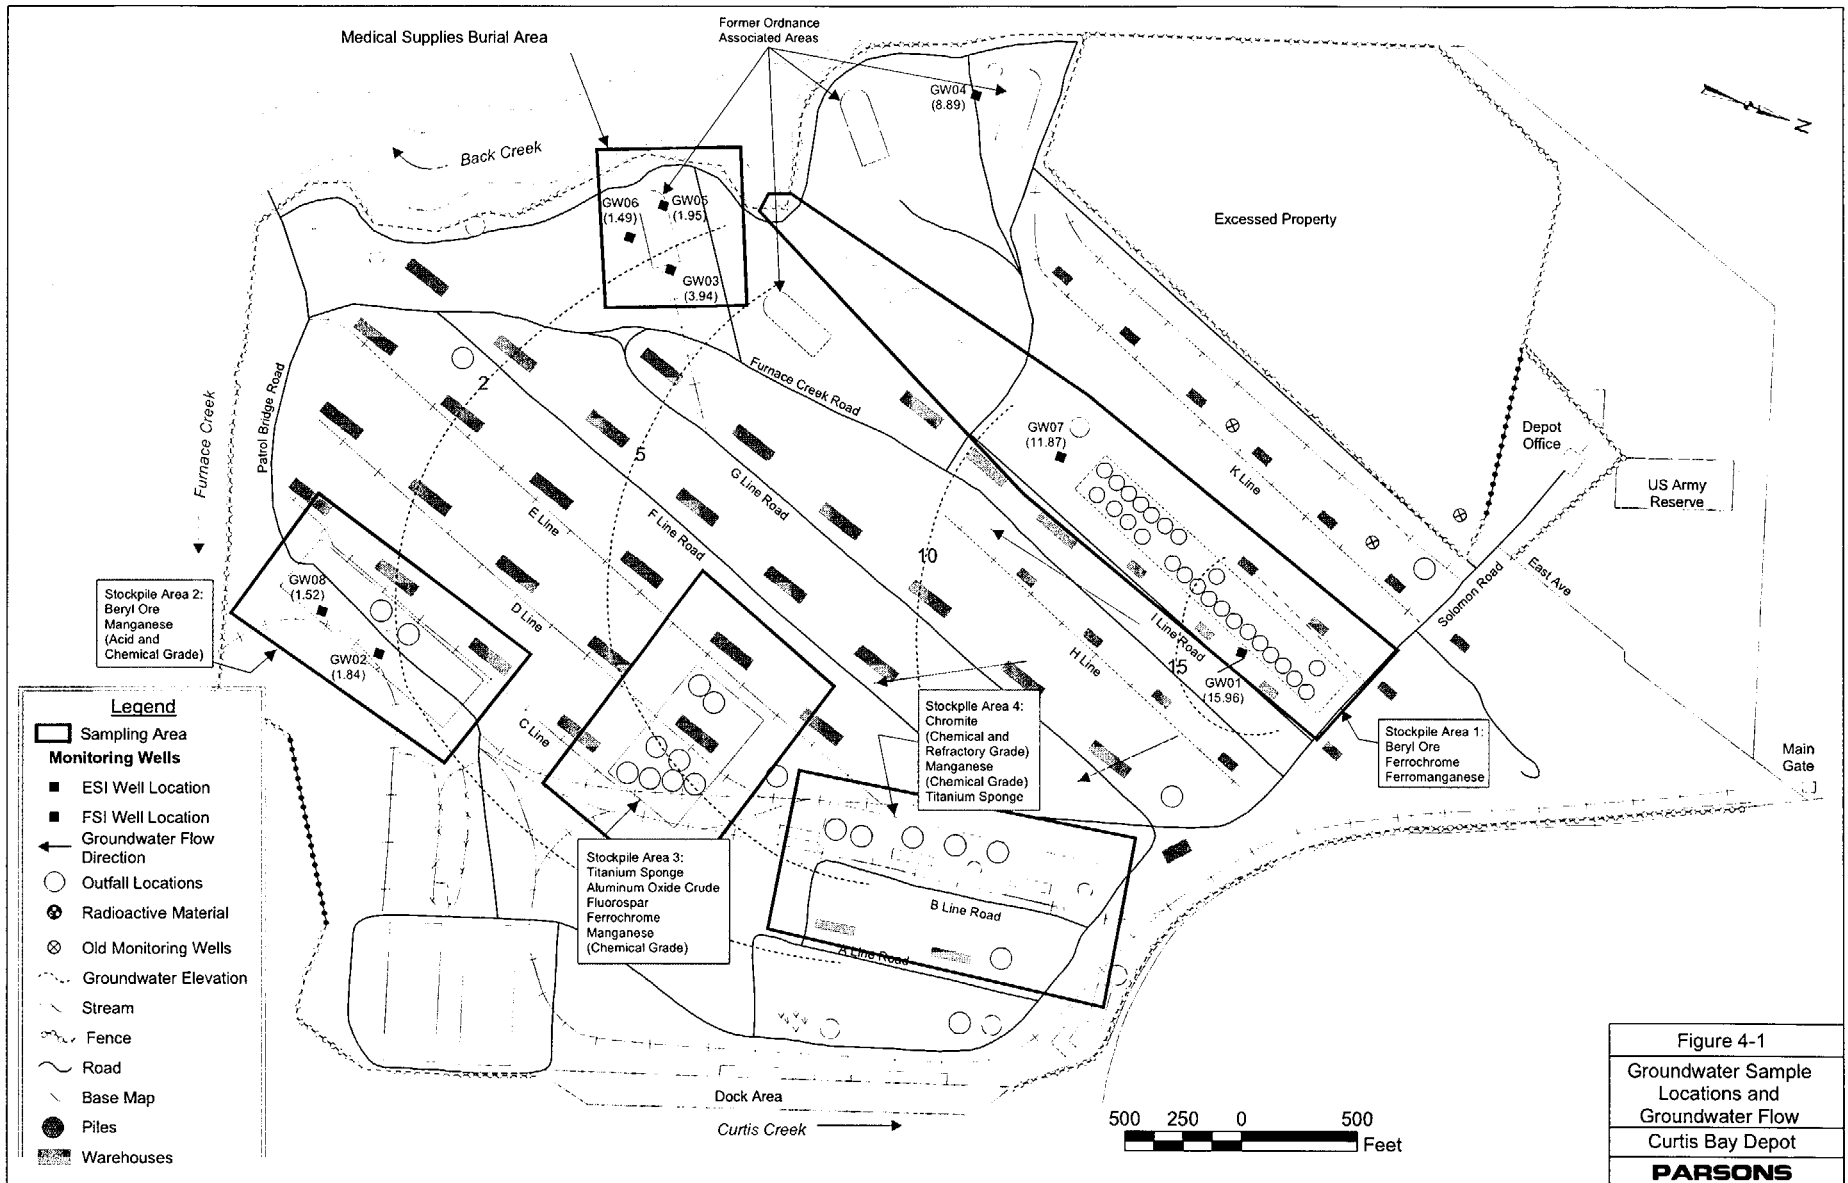 Medical Supplies Burial Area
Former Ordnance
Associated Areas
GW04
(8.89)
N
Back Creek
GW06
(1.49)
GW05
(1.95)
GW03
(3.94)
Excessed Property
Furnace Creek
Patrol Bridge Road
2
5
10
15
Furnace Creek Road
G Line Road
F Line Road
E Line
D Line
C Line
GW07
(11.87)
K Line
I Line Road
H Line
GW01
(15.96)
Depot
Office
US Army
Reserve
Solomon Road
East Ave
Main
Gate
Stockpile Area 2:
Beryl Ore
Manganese
(Acid and
Chemical Grade)
GW08
(1.52)
GW02
(1.84)
Stockpile Area 4:
Chromite
(Chemical and
Refractory Grade)
Manganese
(Chemical Grade)
Titanium Sponge
Stockpile Area 1:
Beryl Ore
Ferrochrome
Ferromanganese
Stockpile Area 3:
Titanium Sponge
Aluminum Oxide Crude
Fluorospar
Ferrochrome
Manganese
(Chemical Grade)
B Line Road
A Line Road
Dock Area
Curtis Creek
Legend
Sampling Area
Monitoring Wells
ESI Well Location
FSI Well Location
Groundwater Flow
Direction
Outfall Locations
Radioactive Material
Old Monitoring Wells
Groundwater Elevation
Stream
Fence
Road
Base Map
Piles
Warehouses
500 250 0 500
Feet
Figure 4-1
Groundwater Sample
Locations and
Groundwater Flow
Curtis Bay Depot
PARSONS